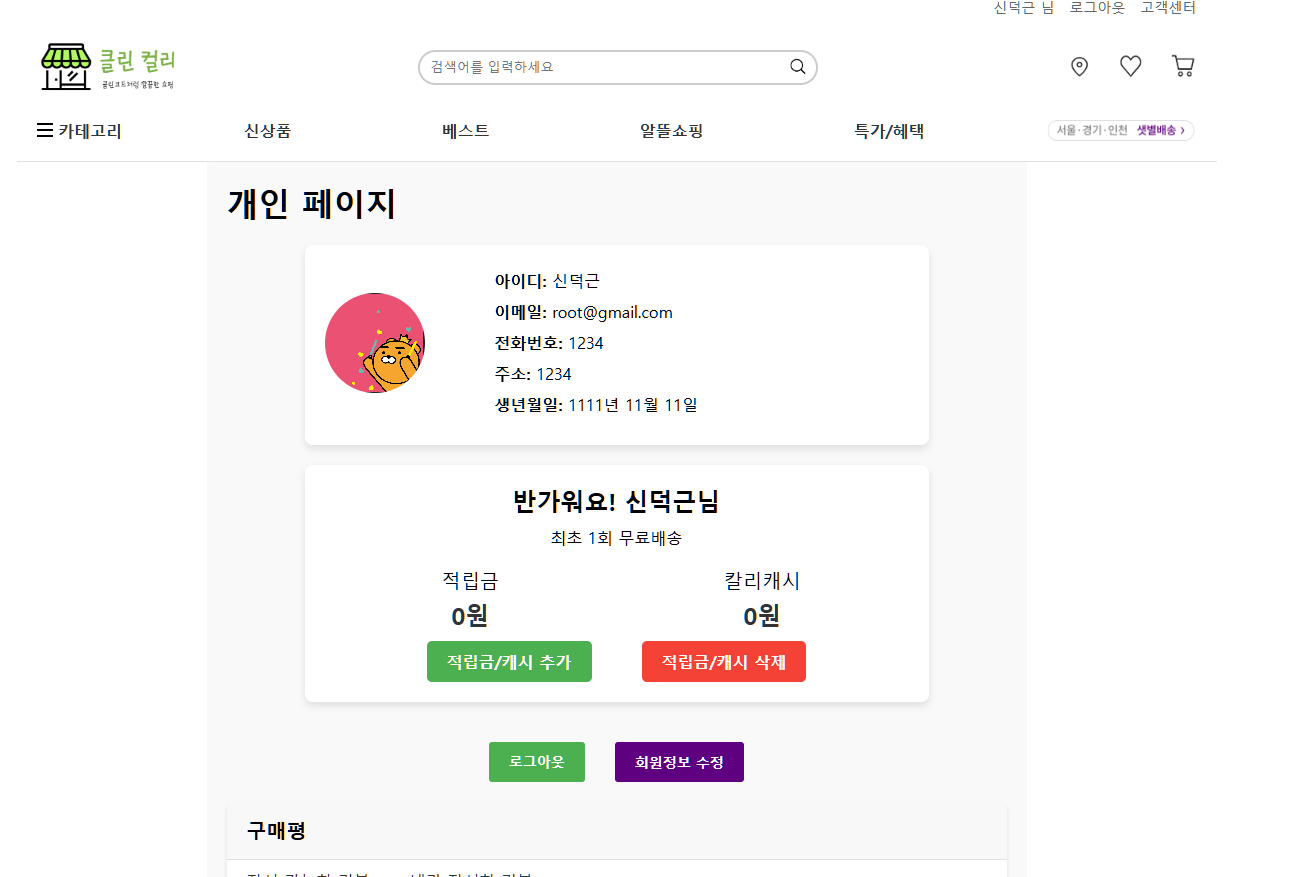 신덕근 님 로그아웃 고객센터
클린 컬리
클린코드처럼 깔끔한 쇼핑
검색어를 입력하세요
카테고리 신상품 베스트 알뜰쇼핑 특가/혜택 서울·경기·인천 샛별배송 ›
개인 페이지
아이디: 신덕근
이메일: root@gmail.com
전화번호: 1234
주소: 1234
생년월일: 1111년 11월 11일
반가워요! 신덕근님
최초 1회 무료배송
적립금 칼리캐시
0원 0원
적립금/캐시 추가 적립금/캐시 삭제
로그아웃 회원정보 수정
구매평